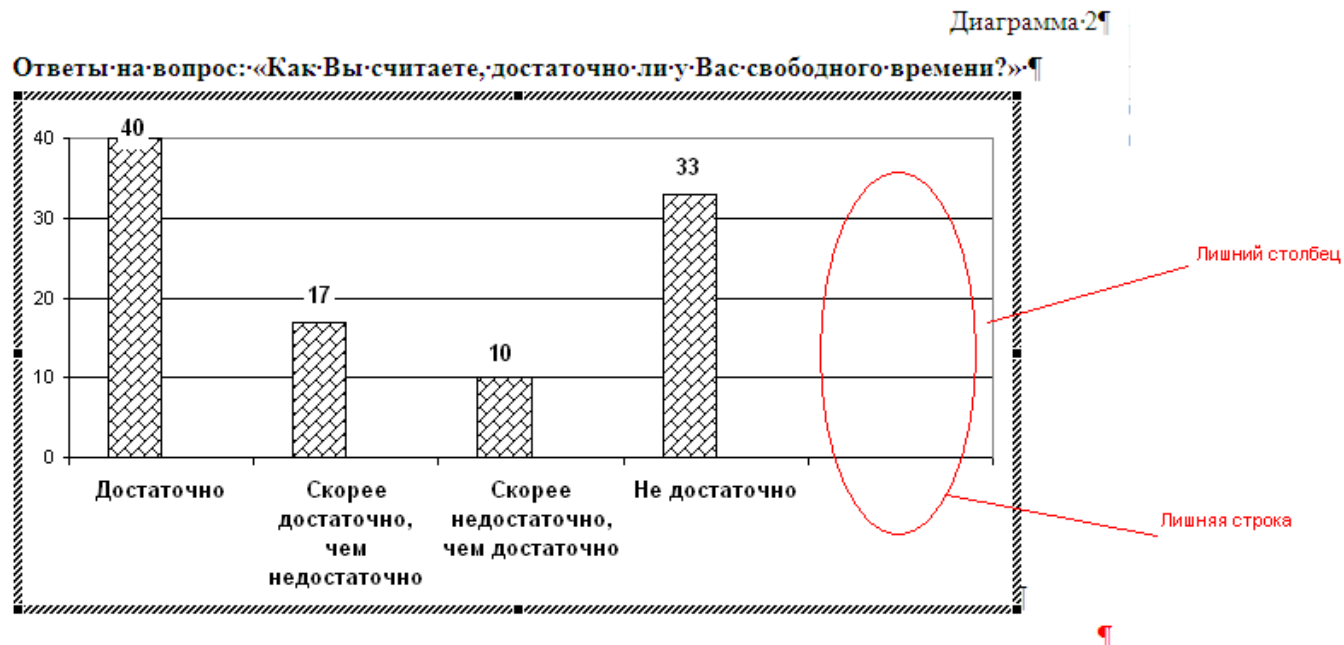 Диаграмма·2¶
Ответы·на·вопрос:·«Как·Вы·считаете,·достаточно·ли·у·Вас·свободного·времени?»·¶
40
40
33
30
Лишний столбец
20
17
10
10
0
Достаточно
Скорее достаточно, чем недостаточно
Скорее недостаточно, чем достаточно
Не достаточно
Лишняя строка
¶
¶